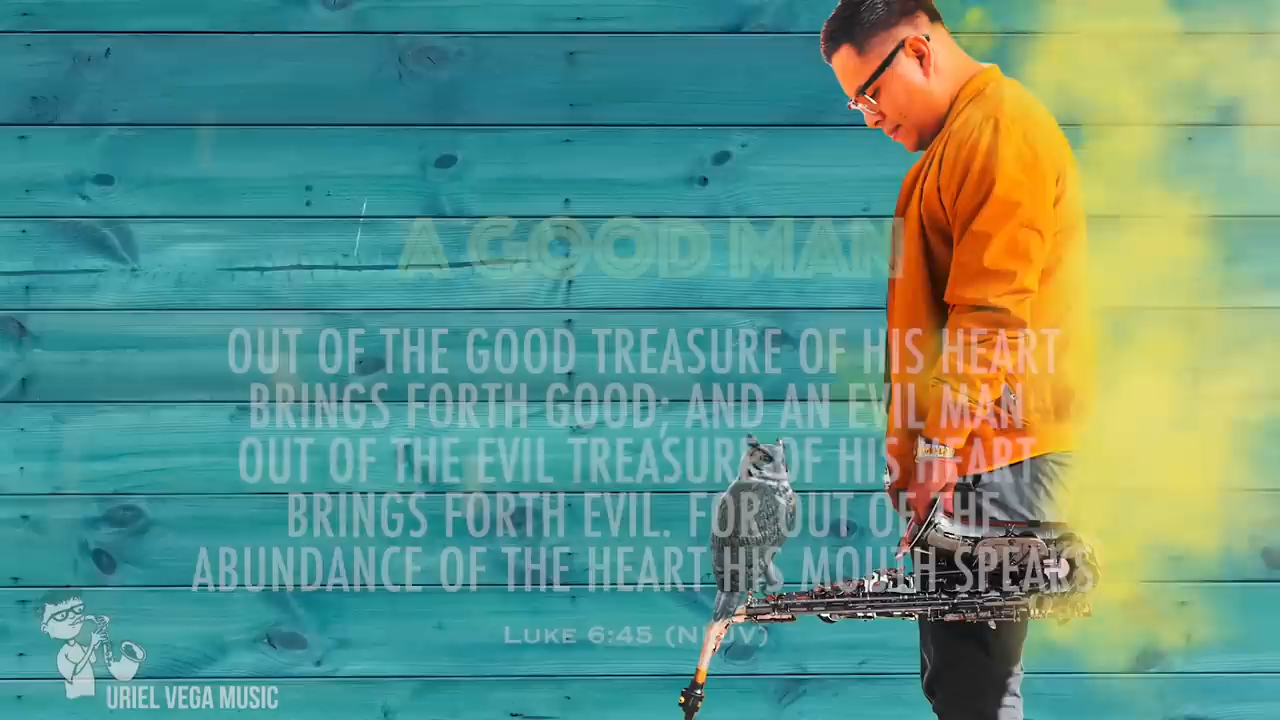 A GOOD MAN
OUT OF THE GOOD TREASURE OF HIS HEART
BRINGS FORTH GOOD; AND AN EVIL MAN
OUT OF THE EVIL TREASURE OF HIS HEART
BRINGS FORTH EVIL. FOR OUT OF THE
ABUNDANCE OF THE HEART HIS MOUTH SPEAKS
LUKE 6:45 (NKJV)
URIEL VEGA MUSIC